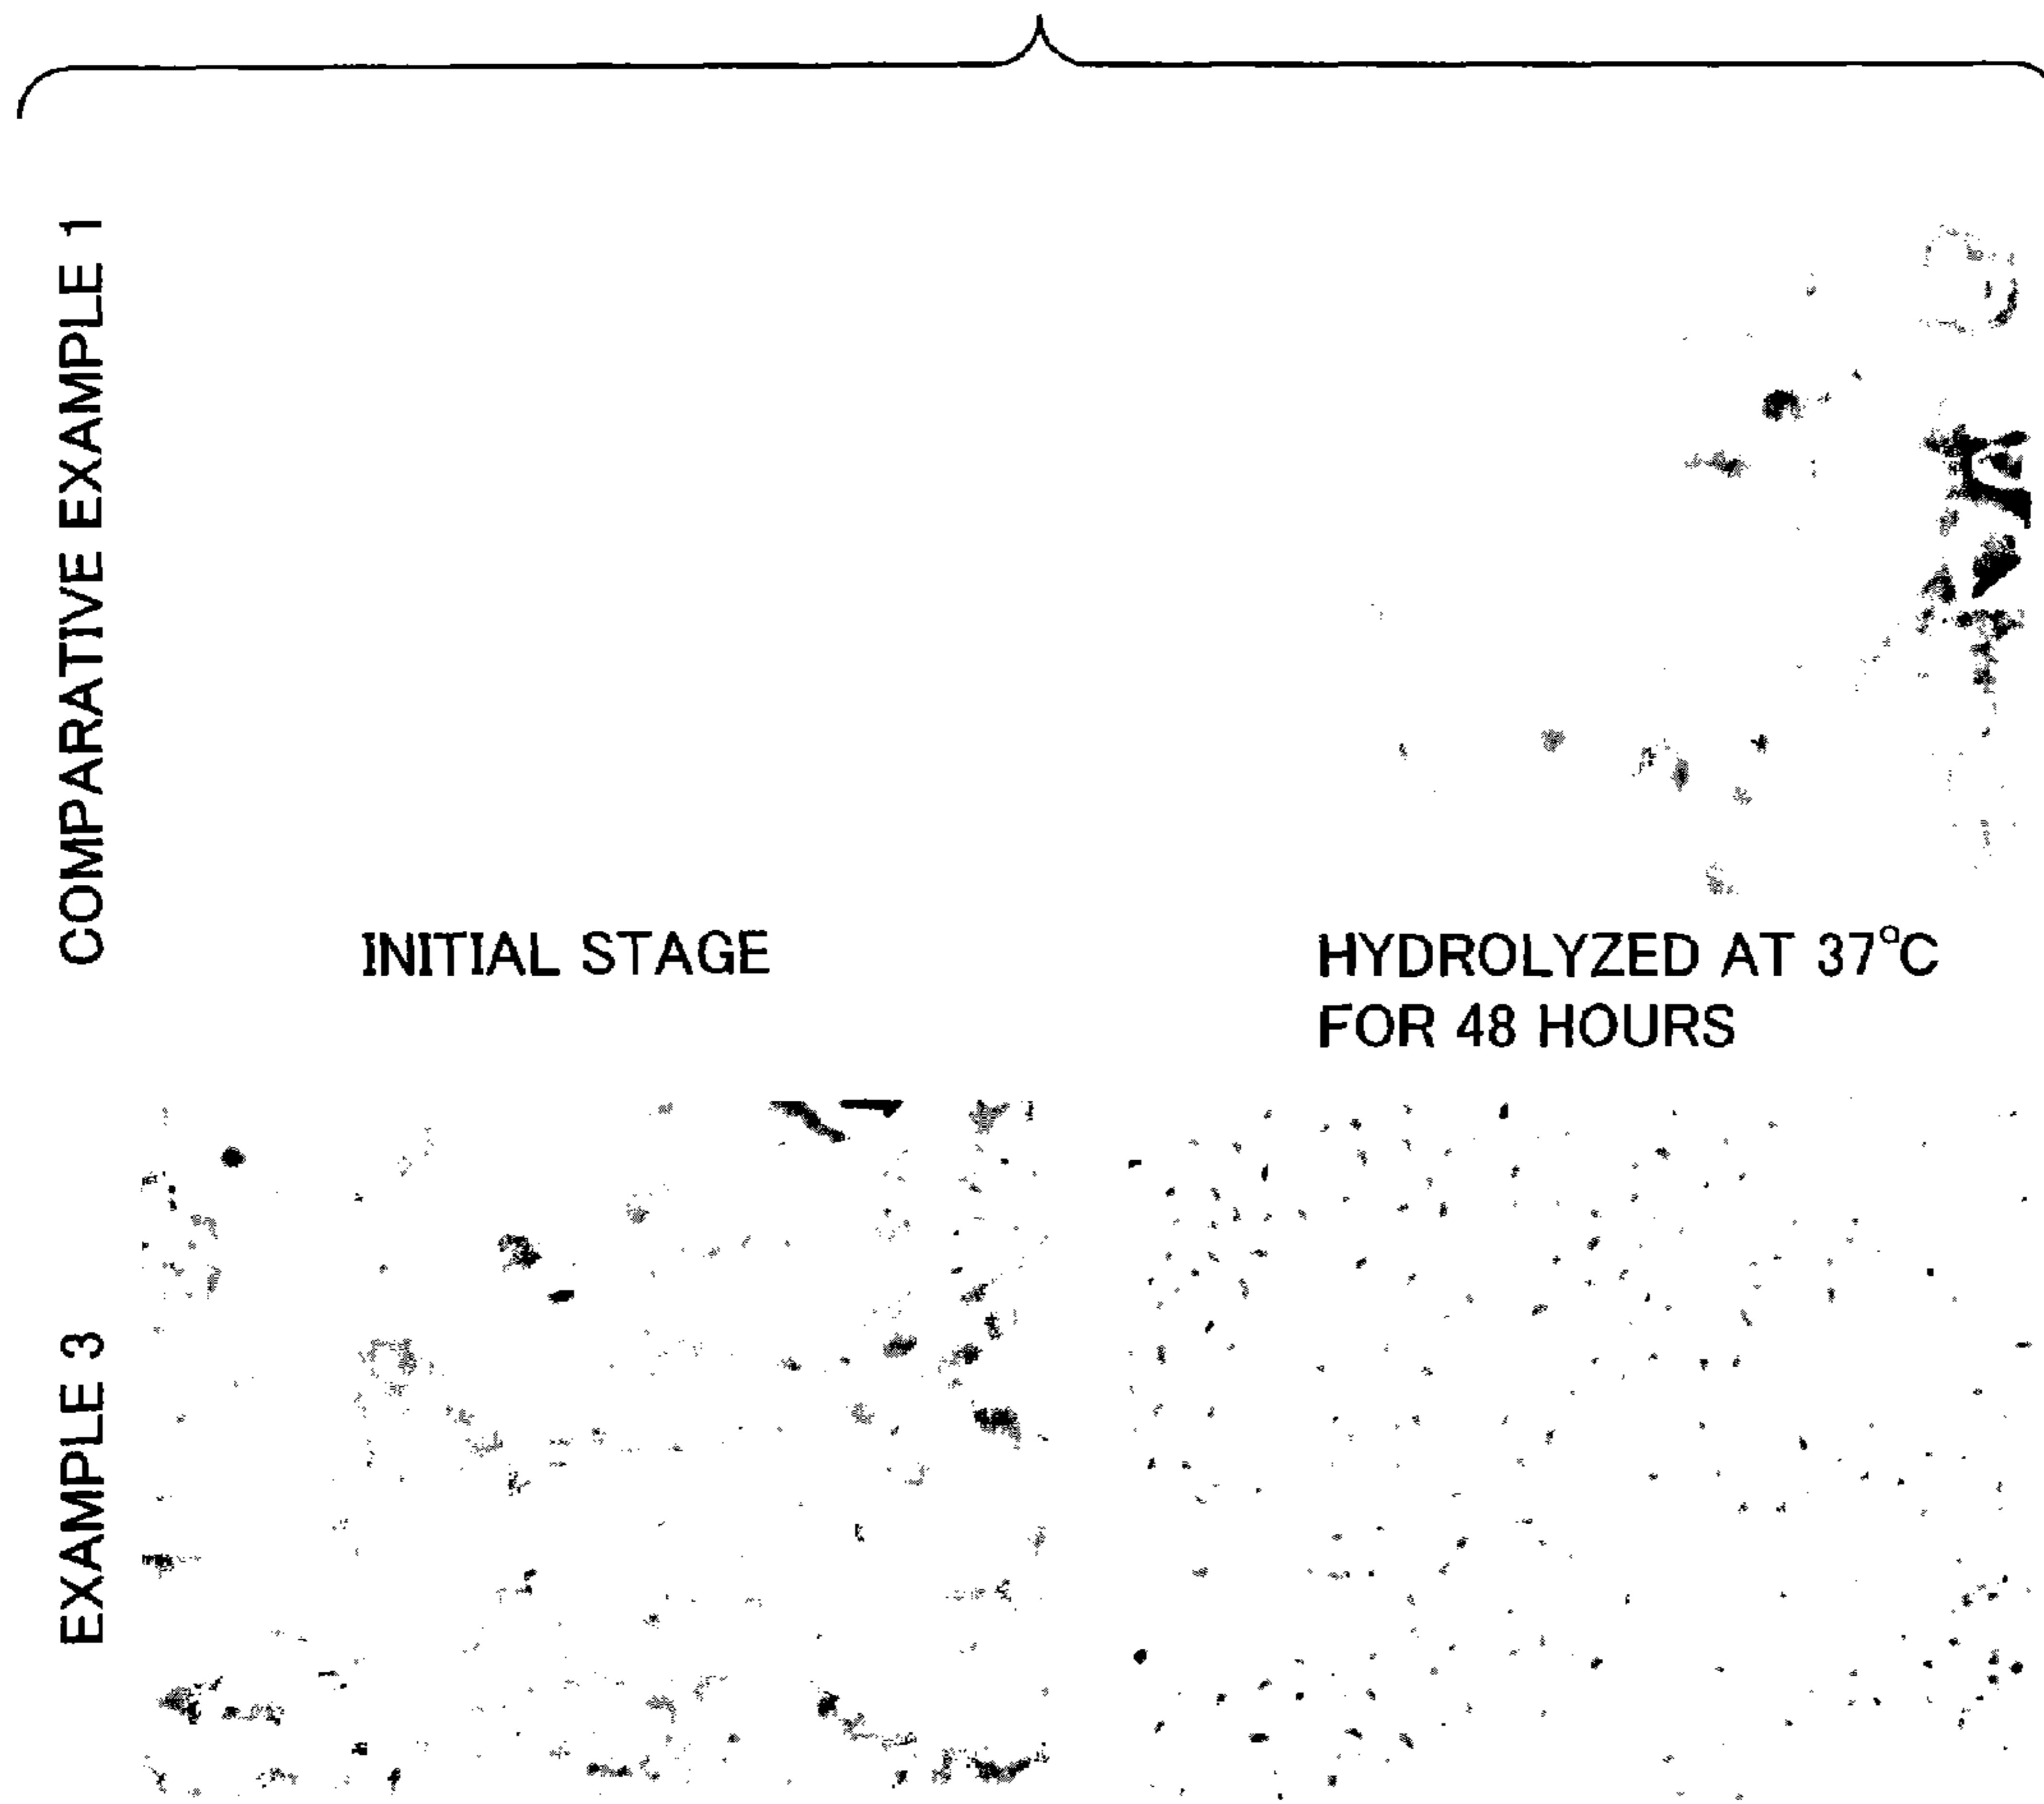 COMPARATIVE EXAMPLE 1
INITIAL STAGE
HYDROLYZED AT 37°C
FOR 48 HOURS
EXAMPLE 3